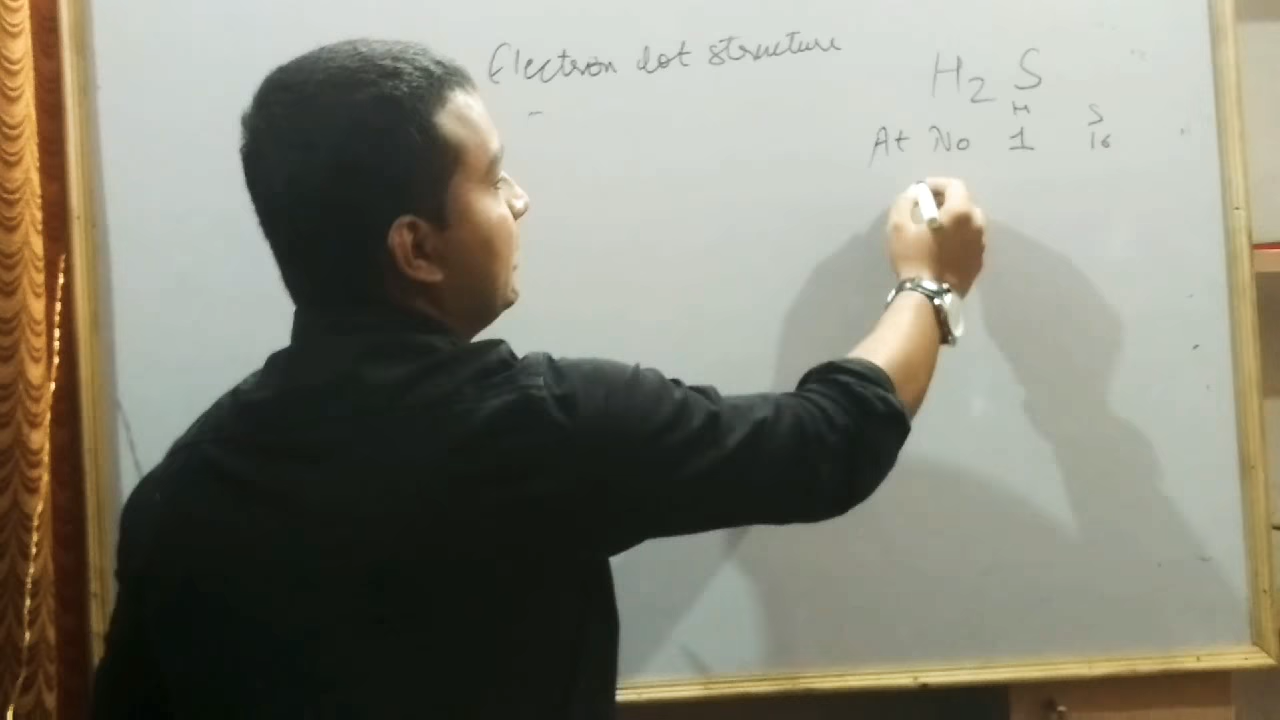 Electron dot structure
H2 S
H S
At No 1 16